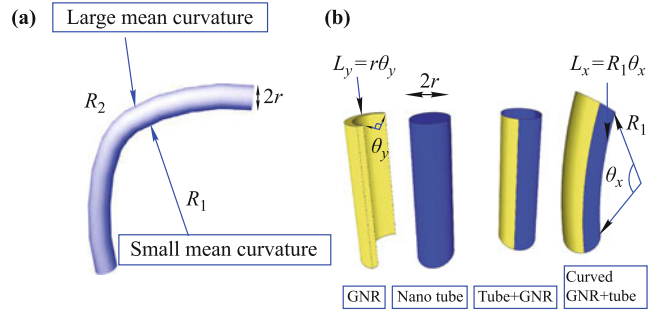 (a)
Large mean curvature
R2
2r
R1
Small mean curvature
(b)
Ly=rθy
2r
Lx=R1θx
R1
θy
θx
GNR
Nano tube
Tube+GNR
Curved
GNR+tube